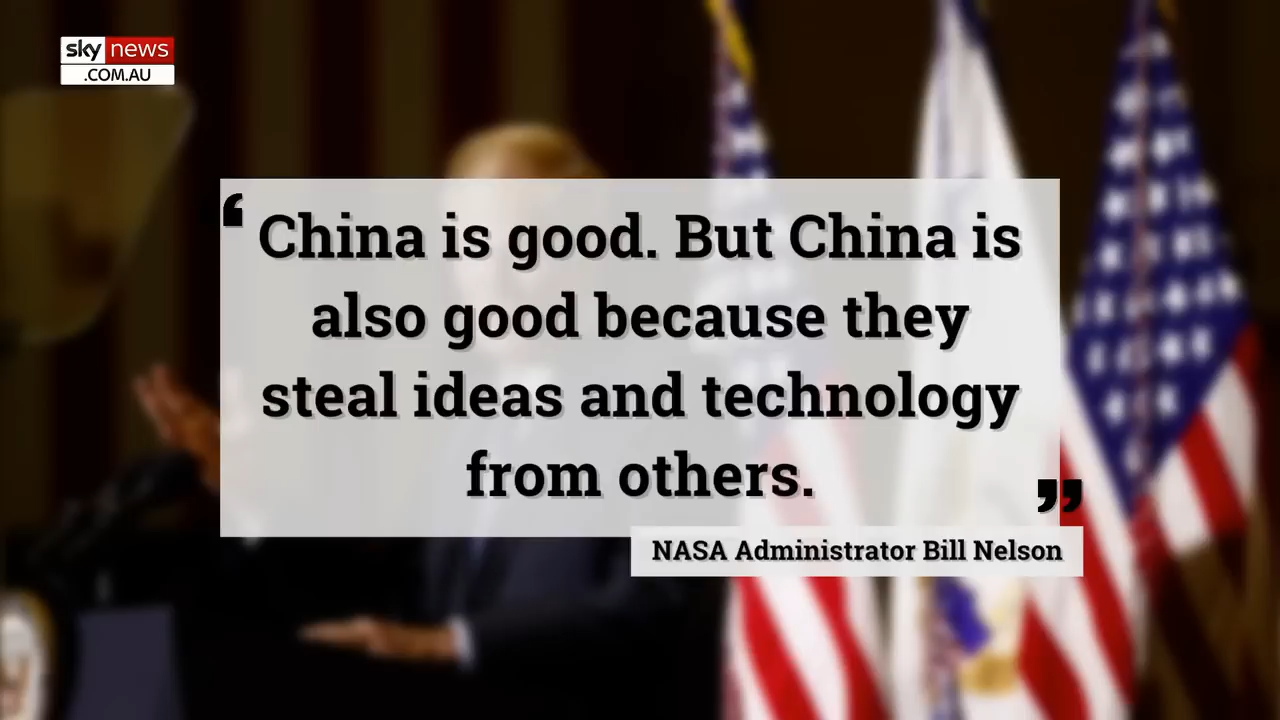 sky news
.COM.AU
‘ China is good. But China is
also good because they
steal ideas and technology
from others. ”
NASA Administrator Bill Nelson